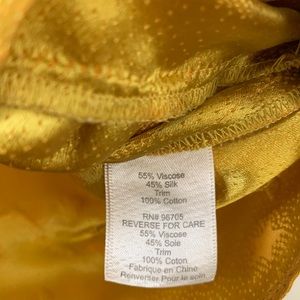 55% Viscose
45% Silk
Trim
100% Cotton
RN# 96705
REVERSE FOR CARE
55% Viscose
45% Soie
Trim
100% Coton
Fabrique en Chine
Renverser Pour le soin